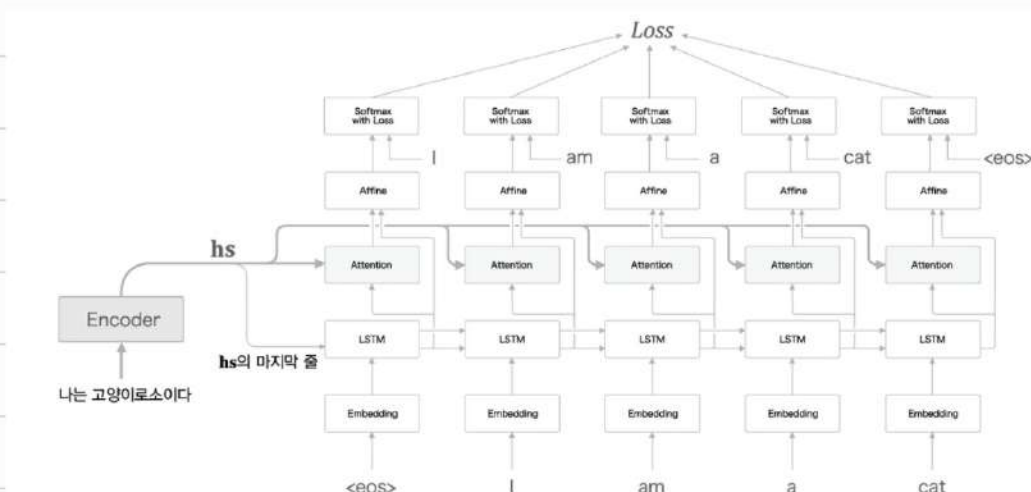 Loss
Softmax with Loss Softmax with Loss Softmax with Loss Softmax with Loss Softmax with Loss
I am a cat <eos>
Affine Affine Affine Affine Affine
hs
Attention Attention Attention Attention Attention
Encoder
LSTM LSTM LSTM LSTM LSTM
hs의 마지막 줄
나는 고양이로소이다
Embedding Embedding Embedding Embedding Embedding
<eos> I am a cat